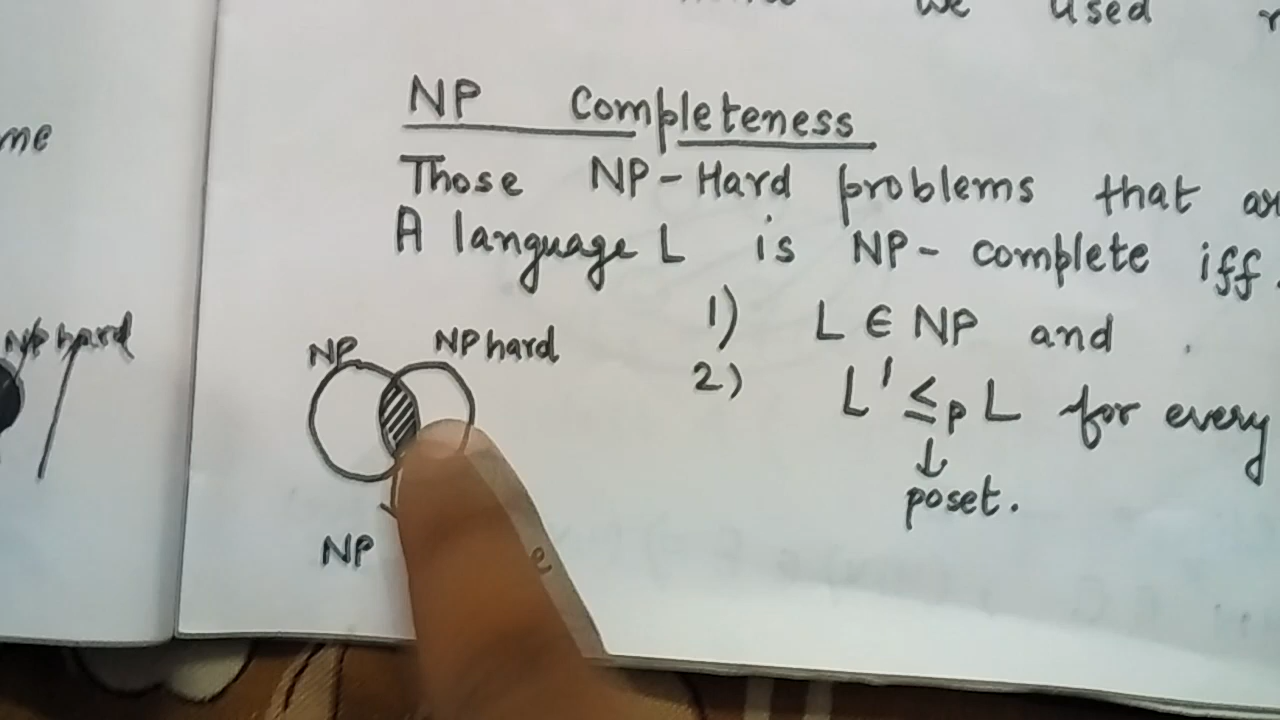 we used
NP Completeness
Those NP-Hard problems that
A language L is NP- complete iff.
1) L ∈ NP and
2) L' ≤p L for every
↓
poset.
me
NP hard
NP NP hard
NP